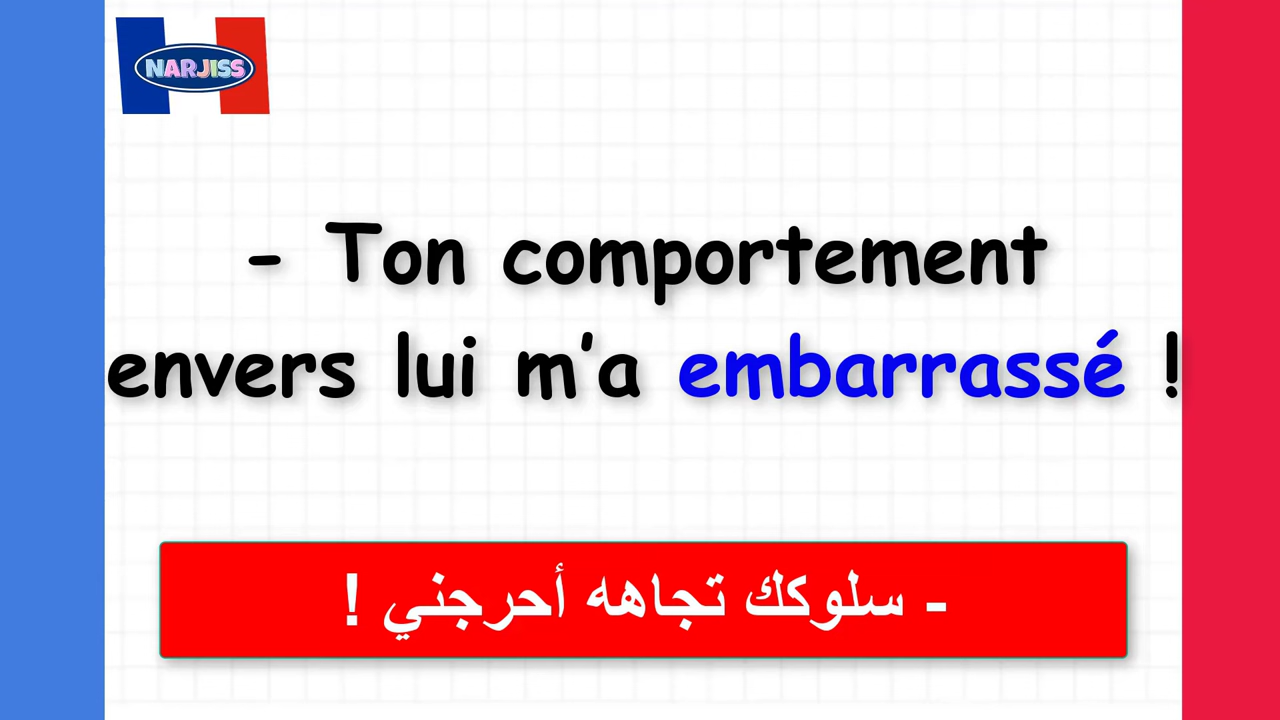 NARJISS
- Ton comportement
envers lui m’a embarrassé !
- سلوكك تجاهه أحرجني !